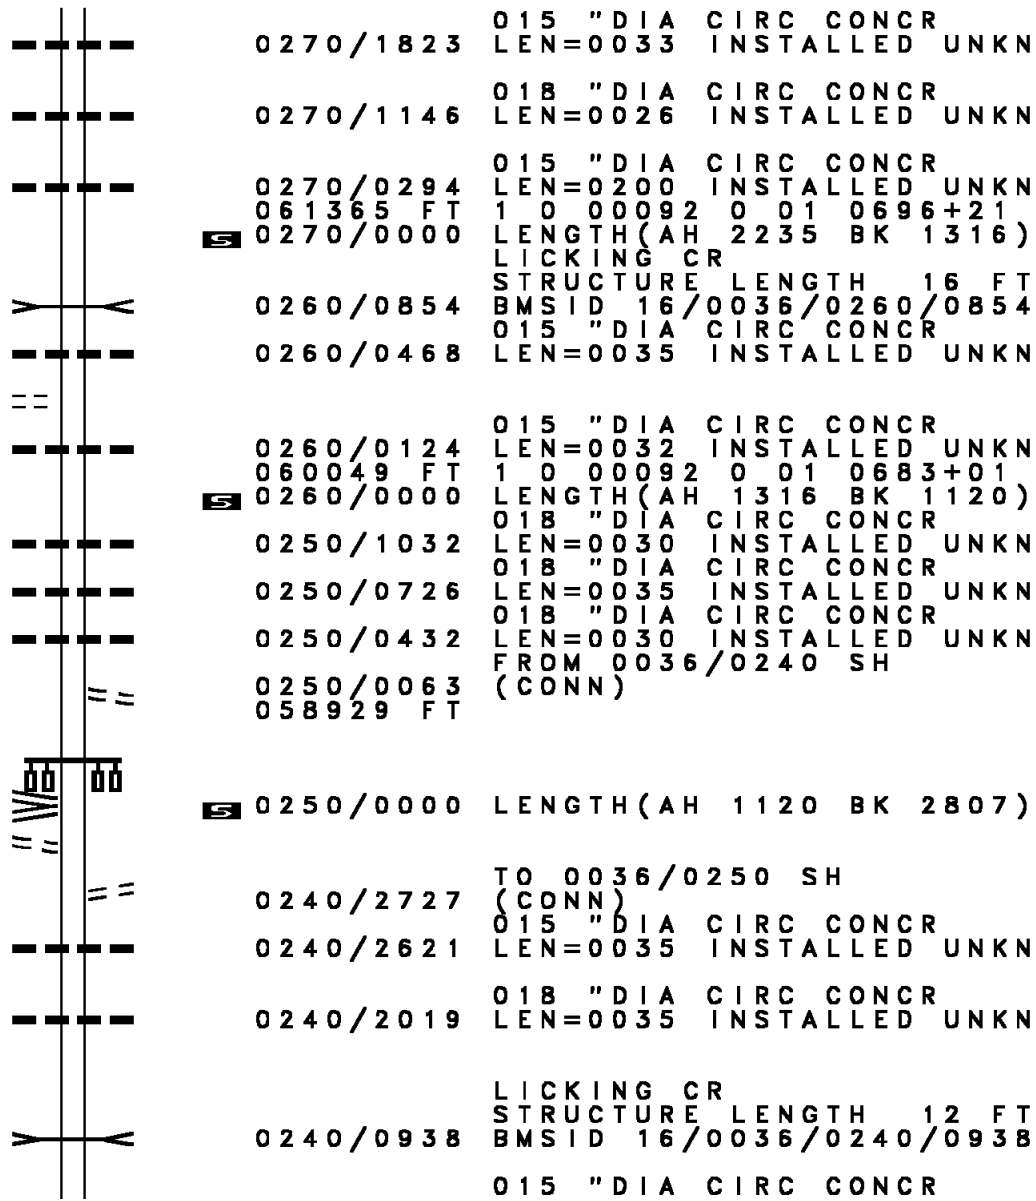 015 "DIA CIRC CONCR
0270/1823 LEN=0033 INSTALLED UNKN
018 "DIA CIRC CONCR
0270/1146 LEN=0026 INSTALLED UNKN
015 "DIA CIRC CONCR
0270/0294 LEN=0200 INSTALLED UNKN
061365 FT 1 0 00092 0 01 0696+21
S 0270/0000 LENGTH(AH 2235 BK 1316)
LICKING CR
STRUCTURE LENGTH 16 FT
0260/0854 BMSID 16/0036/0260/0854
015 "DIA CIRC CONCR
0260/0468 LEN=0035 INSTALLED UNKN
015 "DIA CIRC CONCR
0260/0124 LEN=0032 INSTALLED UNKN
060049 FT 1 0 00092 0 01 0683+01
S 0260/0000 LENGTH(AH 1316 BK 1120)
018 "DIA CIRC CONCR
0250/1032 LEN=0030 INSTALLED UNKN
018 "DIA CIRC CONCR
0250/0726 LEN=0035 INSTALLED UNKN
018 "DIA CIRC CONCR
0250/0432 LEN=0030 INSTALLED UNKN
FROM 0036/0240 SH
0250/0063 (CONN)
058929 FT
S 0250/0000 LENGTH(AH 1120 BK 2807)
TO 0036/0250 SH
0240/2727 (CONN)
015 "DIA CIRC CONCR
0240/2621 LEN=0035 INSTALLED UNKN
018 "DIA CIRC CONCR
0240/2019 LEN=0035 INSTALLED UNKN
LICKING CR
STRUCTURE LENGTH 12 FT
0240/0938 BMSID 16/0036/0240/0938
015 "DIA CIRC CONCR